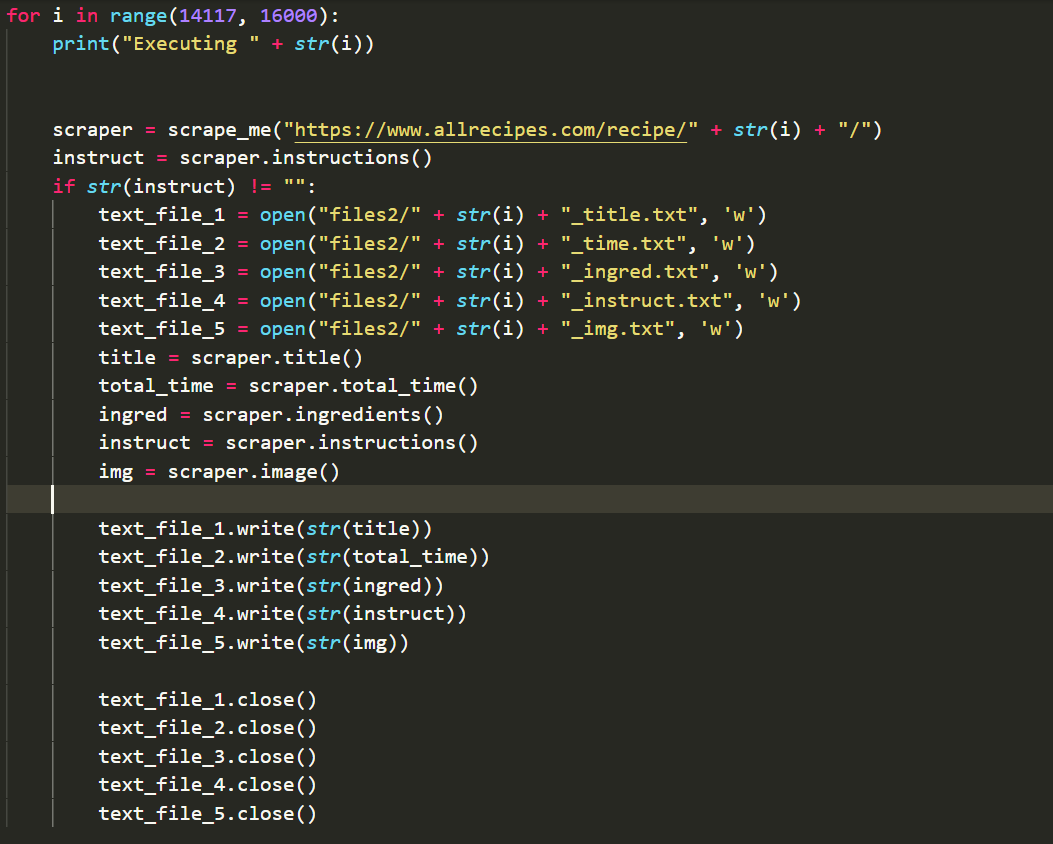 for i in range(14117, 16000):
    print("Executing " + str(i))


    scraper = scrape_me("https://www.allrecipes.com/recipe/" + str(i) + "/")
    instruct = scraper.instructions()
    if str(instruct) != "":
        text_file_1 = open("files2/" + str(i) + "_title.txt", 'w')
        text_file_2 = open("files2/" + str(i) + "_time.txt", 'w')
        text_file_3 = open("files2/" + str(i) + "_ingred.txt", 'w')
        text_file_4 = open("files2/" + str(i) + "_instruct.txt", 'w')
        text_file_5 = open("files2/" + str(i) + "_img.txt", 'w')
        title = scraper.title()
        total_time = scraper.total_time()
        ingred = scraper.ingredients()
        instruct = scraper.instructions()
        img = scraper.image()

        text_file_1.write(str(title))
        text_file_2.write(str(total_time))
        text_file_3.write(str(ingred))
        text_file_4.write(str(instruct))
        text_file_5.write(str(img))

        text_file_1.close()
        text_file_2.close()
        text_file_3.close()
        text_file_4.close()
        text_file_5.close()